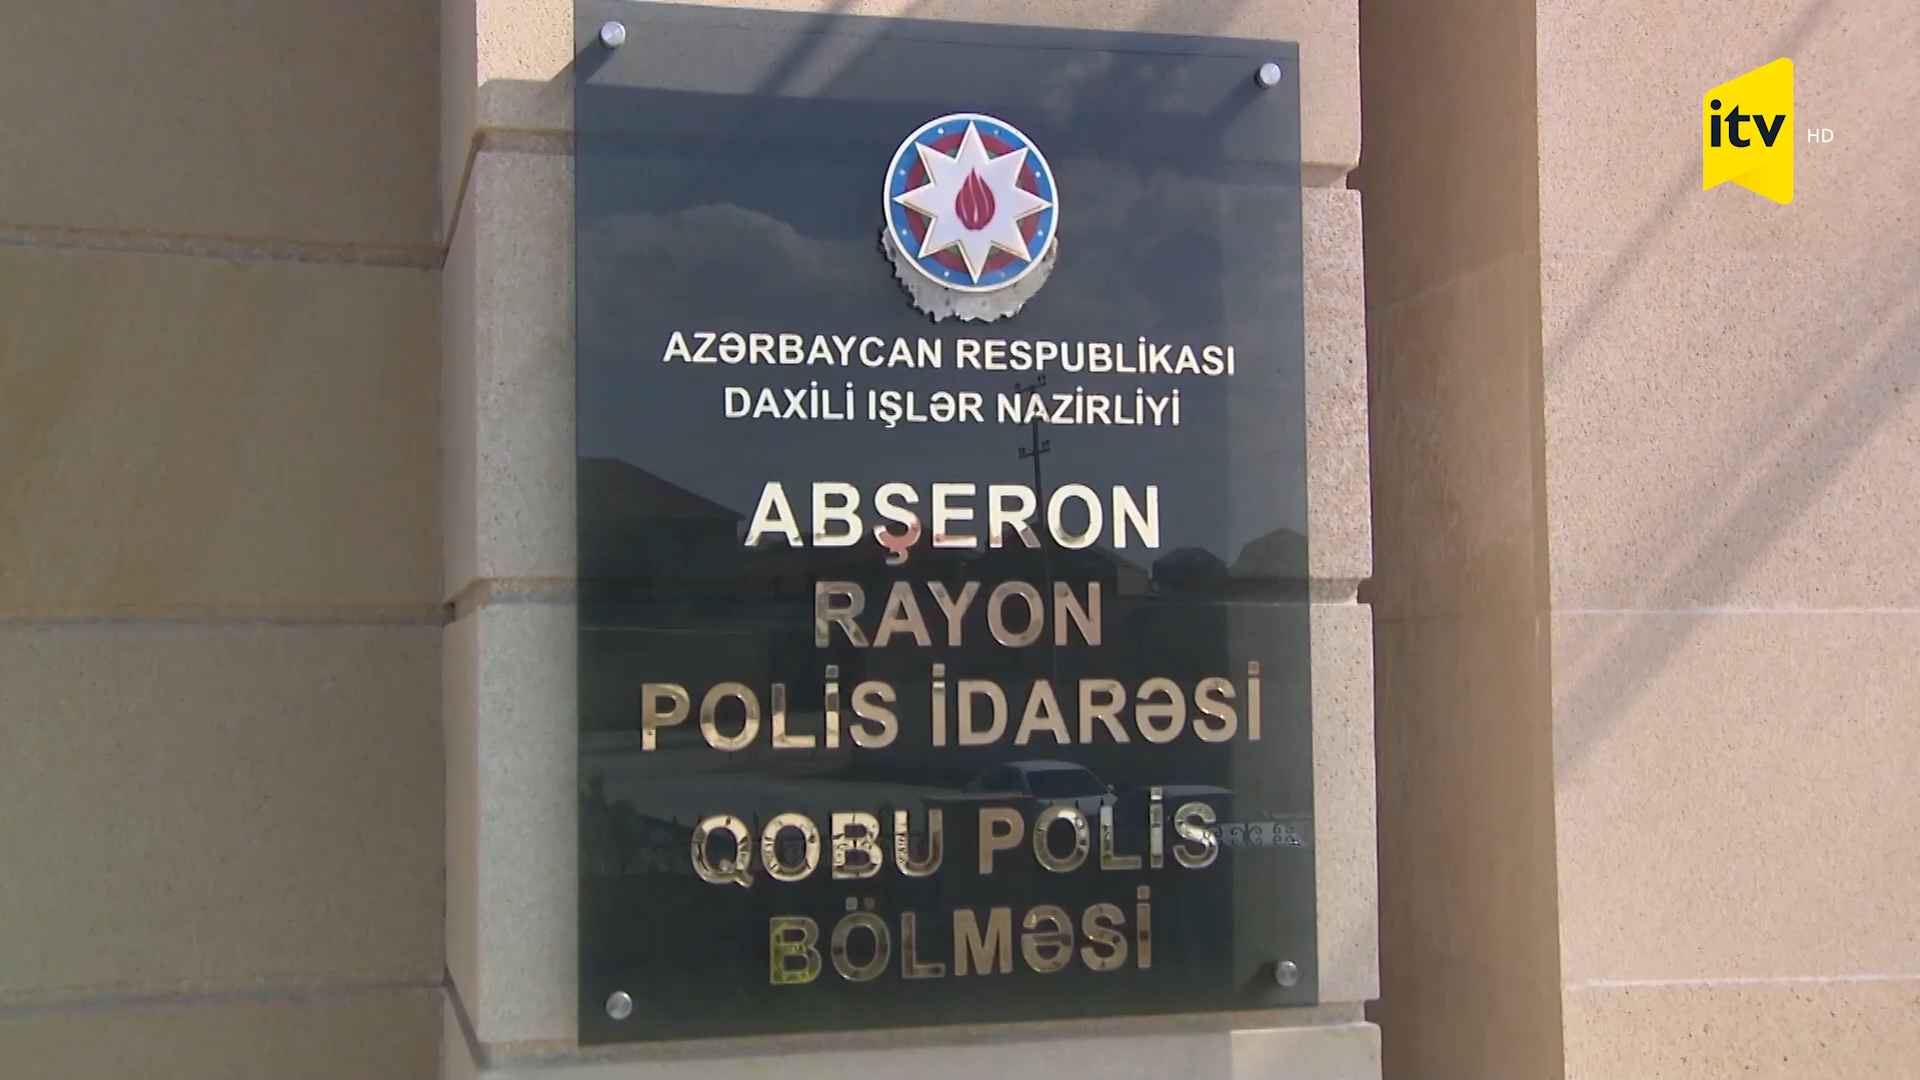 AZƏRBAYCAN RESPUBLİKASI
DAXİLİ IŞLƏR NAZİRLİYİ
ABŞERON
RAYON
POLİS İDARƏSİ
QOBU POLİS
BÖLMƏSİ
itv HD